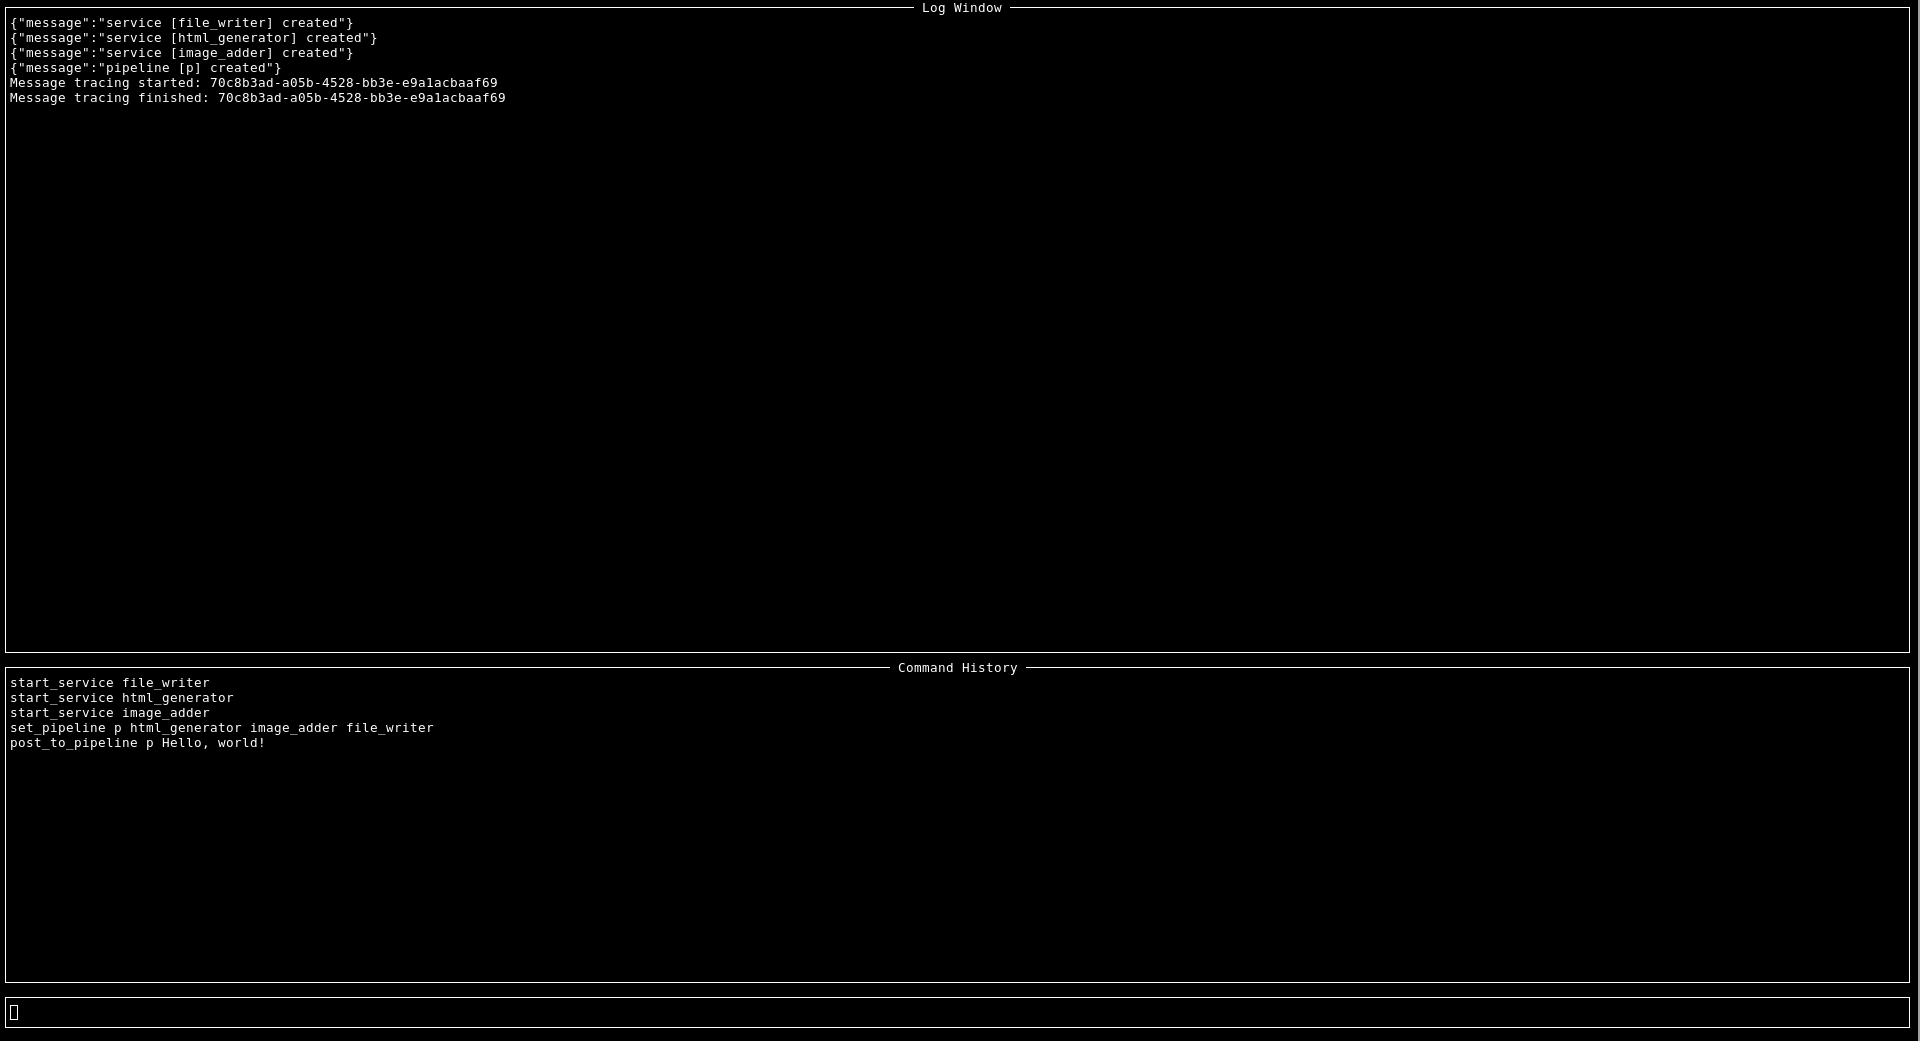 Log Window
{"message":"service [file_writer] created"}
{"message":"service [html_generator] created"}
{"message":"service [image_adder] created"}
{"message":"pipeline [p] created"}
Message tracing started: 70c8b3ad-a05b-4528-bb3e-e9a1acbaaf69
Message tracing finished: 70c8b3ad-a05b-4528-bb3e-e9a1acbaaf69
Command History
start_service file_writer
start_service html_generator
start_service image_adder
set_pipeline p html_generator image_adder file_writer
post_to_pipeline p Hello, world!